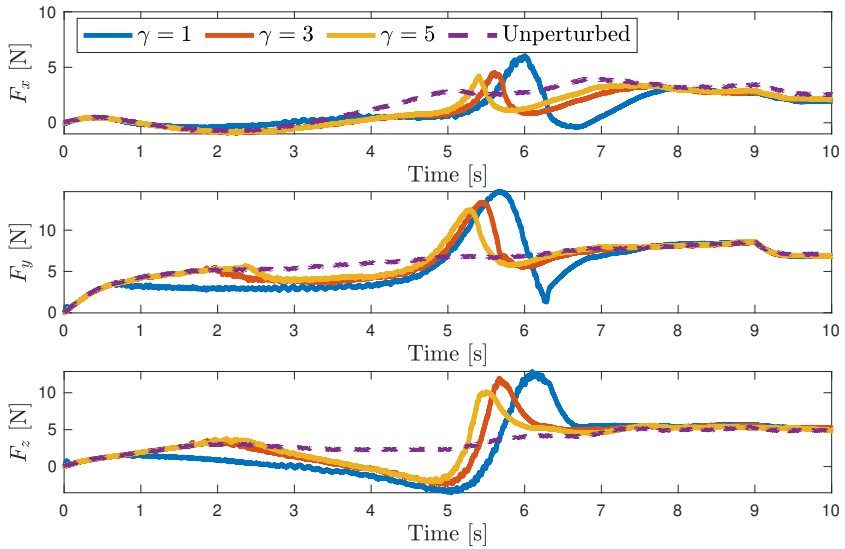 10
γ = 1 γ = 3 γ = 5 Unperturbed
5
0
F_x [N]
0 1 2 3 4 5 6 7 8 9 10
Time [s]
10
5
0
F_y [N]
0 1 2 3 4 5 6 7 8 9 10
Time [s]
10
5
0
F_z [N]
0 1 2 3 4 5 6 7 8 9 10
Time [s]